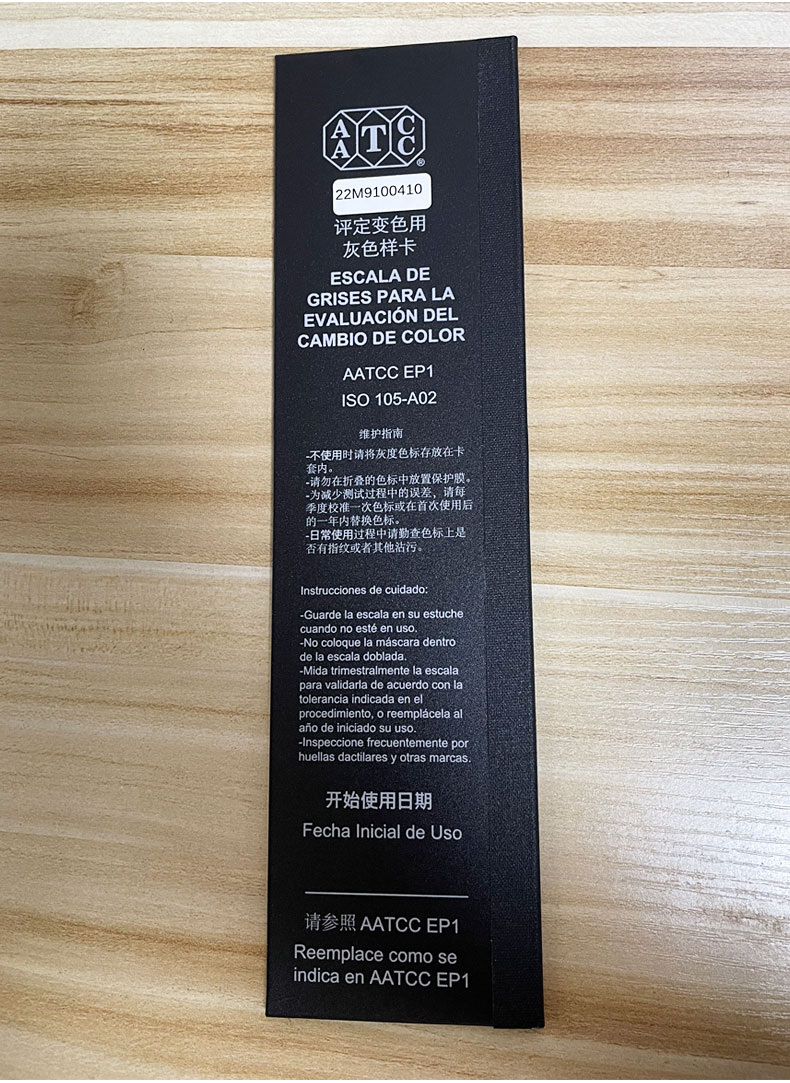 AATCC®
22M9100410
评定变色用
灰色样卡
ESCALA DE
GRISES PARA LA
EVALUACIÓN DEL
CAMBIO DE COLOR
AATCC EP1
ISO 105-A02
维护指南
-不使用时请将灰度色标存放在卡
套内。
-请勿在折叠的色标中放置保护膜。
-为减少测试过程中的误差，请每
季度校准一次色标或在首次使用后
的一年内替换色标。
-日常使用过程中请勤查色标上是
否有指纹或者其他沾污。
Instrucciones de cuidado:
-Guarde la escala en su estuche
cuando no esté en uso.
-No coloque la máscara dentro
de la escala doblada.
-Mida trimestralmente la escala
para validarla de acuerdo con la
tolerancia indicada en el
procedimiento, o reemplácela al
año de iniciado su uso.
-Inspeccione frecuentemente por
huellas dactilares y otras marcas.
开始使用日期
Fecha Inicial de Uso
请参照 AATCC EP1
Reemplace como se
indica en AATCC EP1